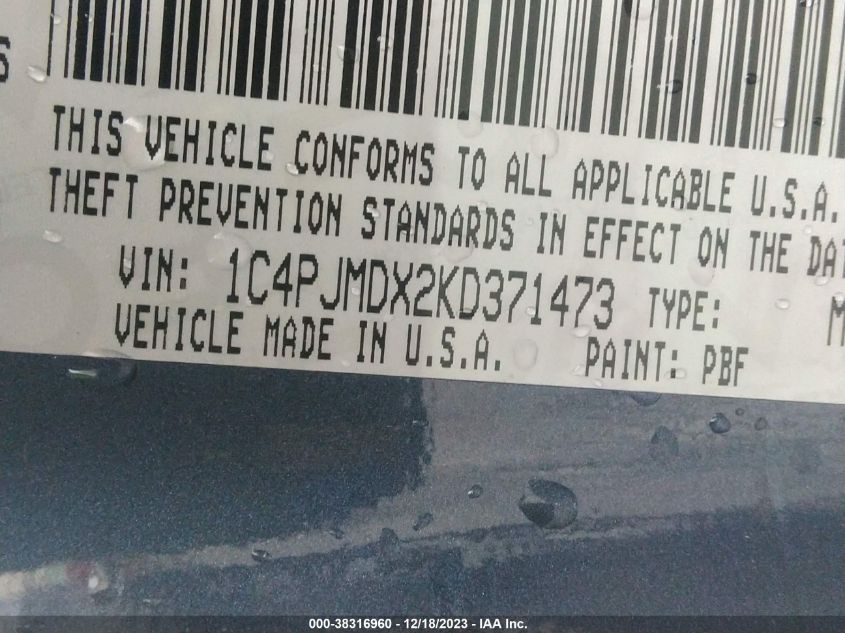 THIS VEHICLE CONFORMS TO ALL APPLICABLE U.S.A.
THEFT PREVENTION STANDARDS IN EFFECT ON THE DAT
VIN: 1C4PJMDX2KD371473 TYPE: M
VEHICLE MADE IN U.S.A. PAINT: PBF
000-38316960 - 12/18/2023 - IAA Inc.